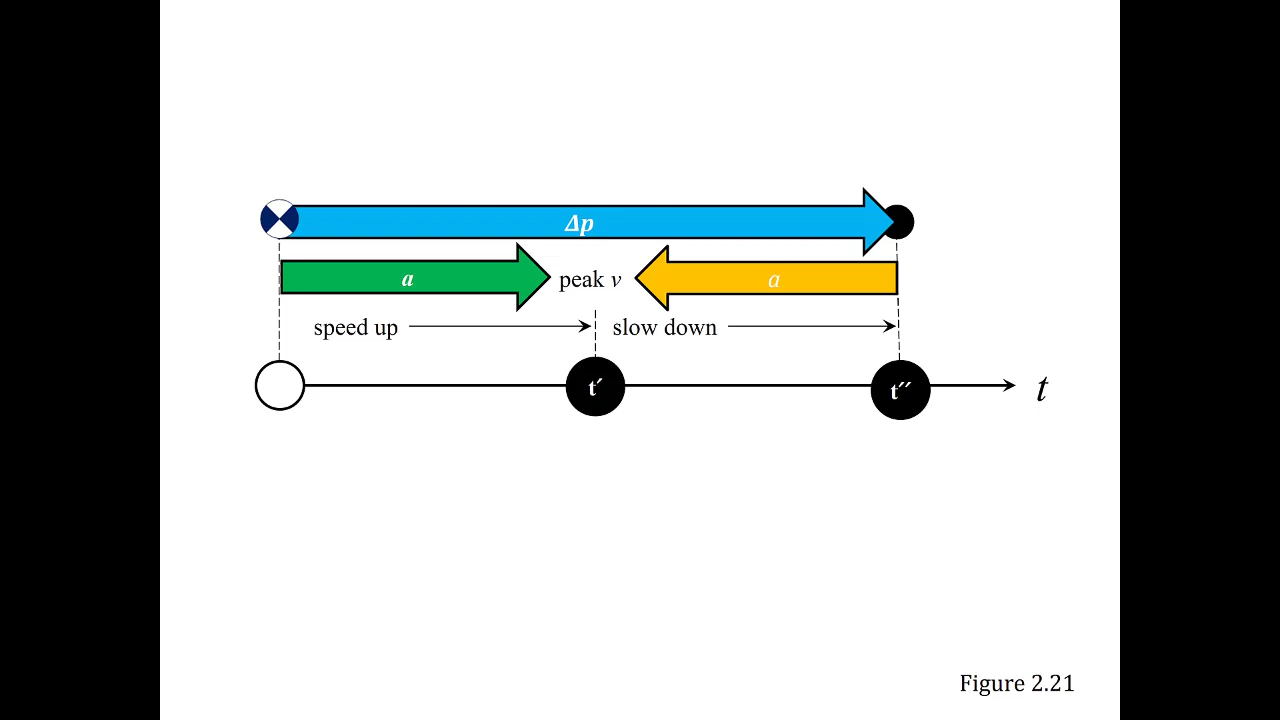 Δp
a peak v a
speed up slow down
t′ t′′ t
Figure 2.21